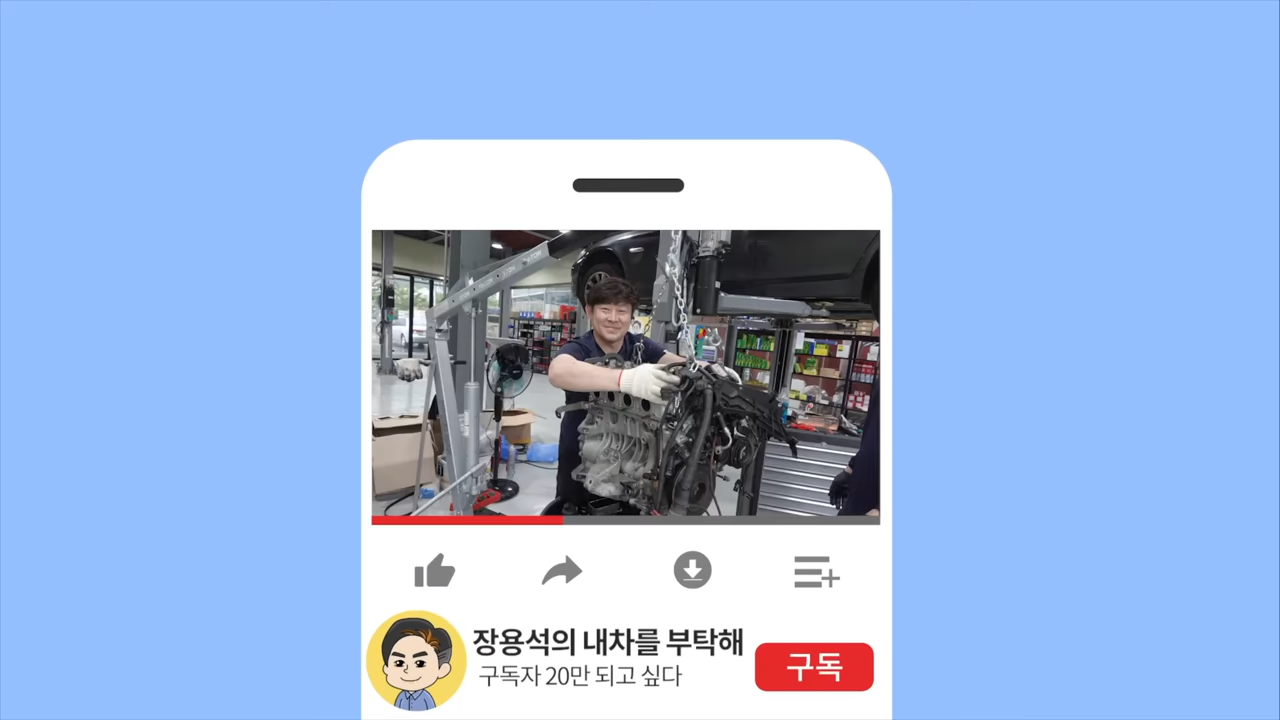 장용석의 내차를 부탁해
구독자 20만 되고 싶다
구독